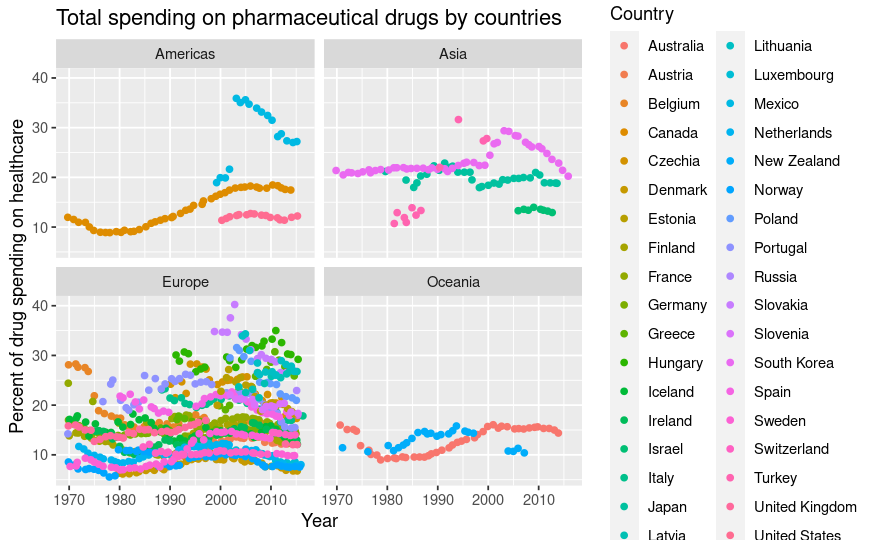 Total spending on pharmaceutical drugs by countries
Americas
Asia
40
30
20
10
Europe
Oceania
40
30
20
10
1970
1980
1990
2000
2010
1970
1980
1990
2000
2010
Percent of drug spending on healthcare
Year
Country
Australia
Austria
Belgium
Canada
Czechia
Denmark
Estonia
Finland
France
Germany
Greece
Hungary
Iceland
Ireland
Israel
Italy
Japan
Latvia
Lithuania
Luxembourg
Mexico
Netherlands
New Zealand
Norway
Poland
Portugal
Russia
Slovakia
Slovenia
South Korea
Spain
Sweden
Switzerland
Turkey
United Kingdom
United States